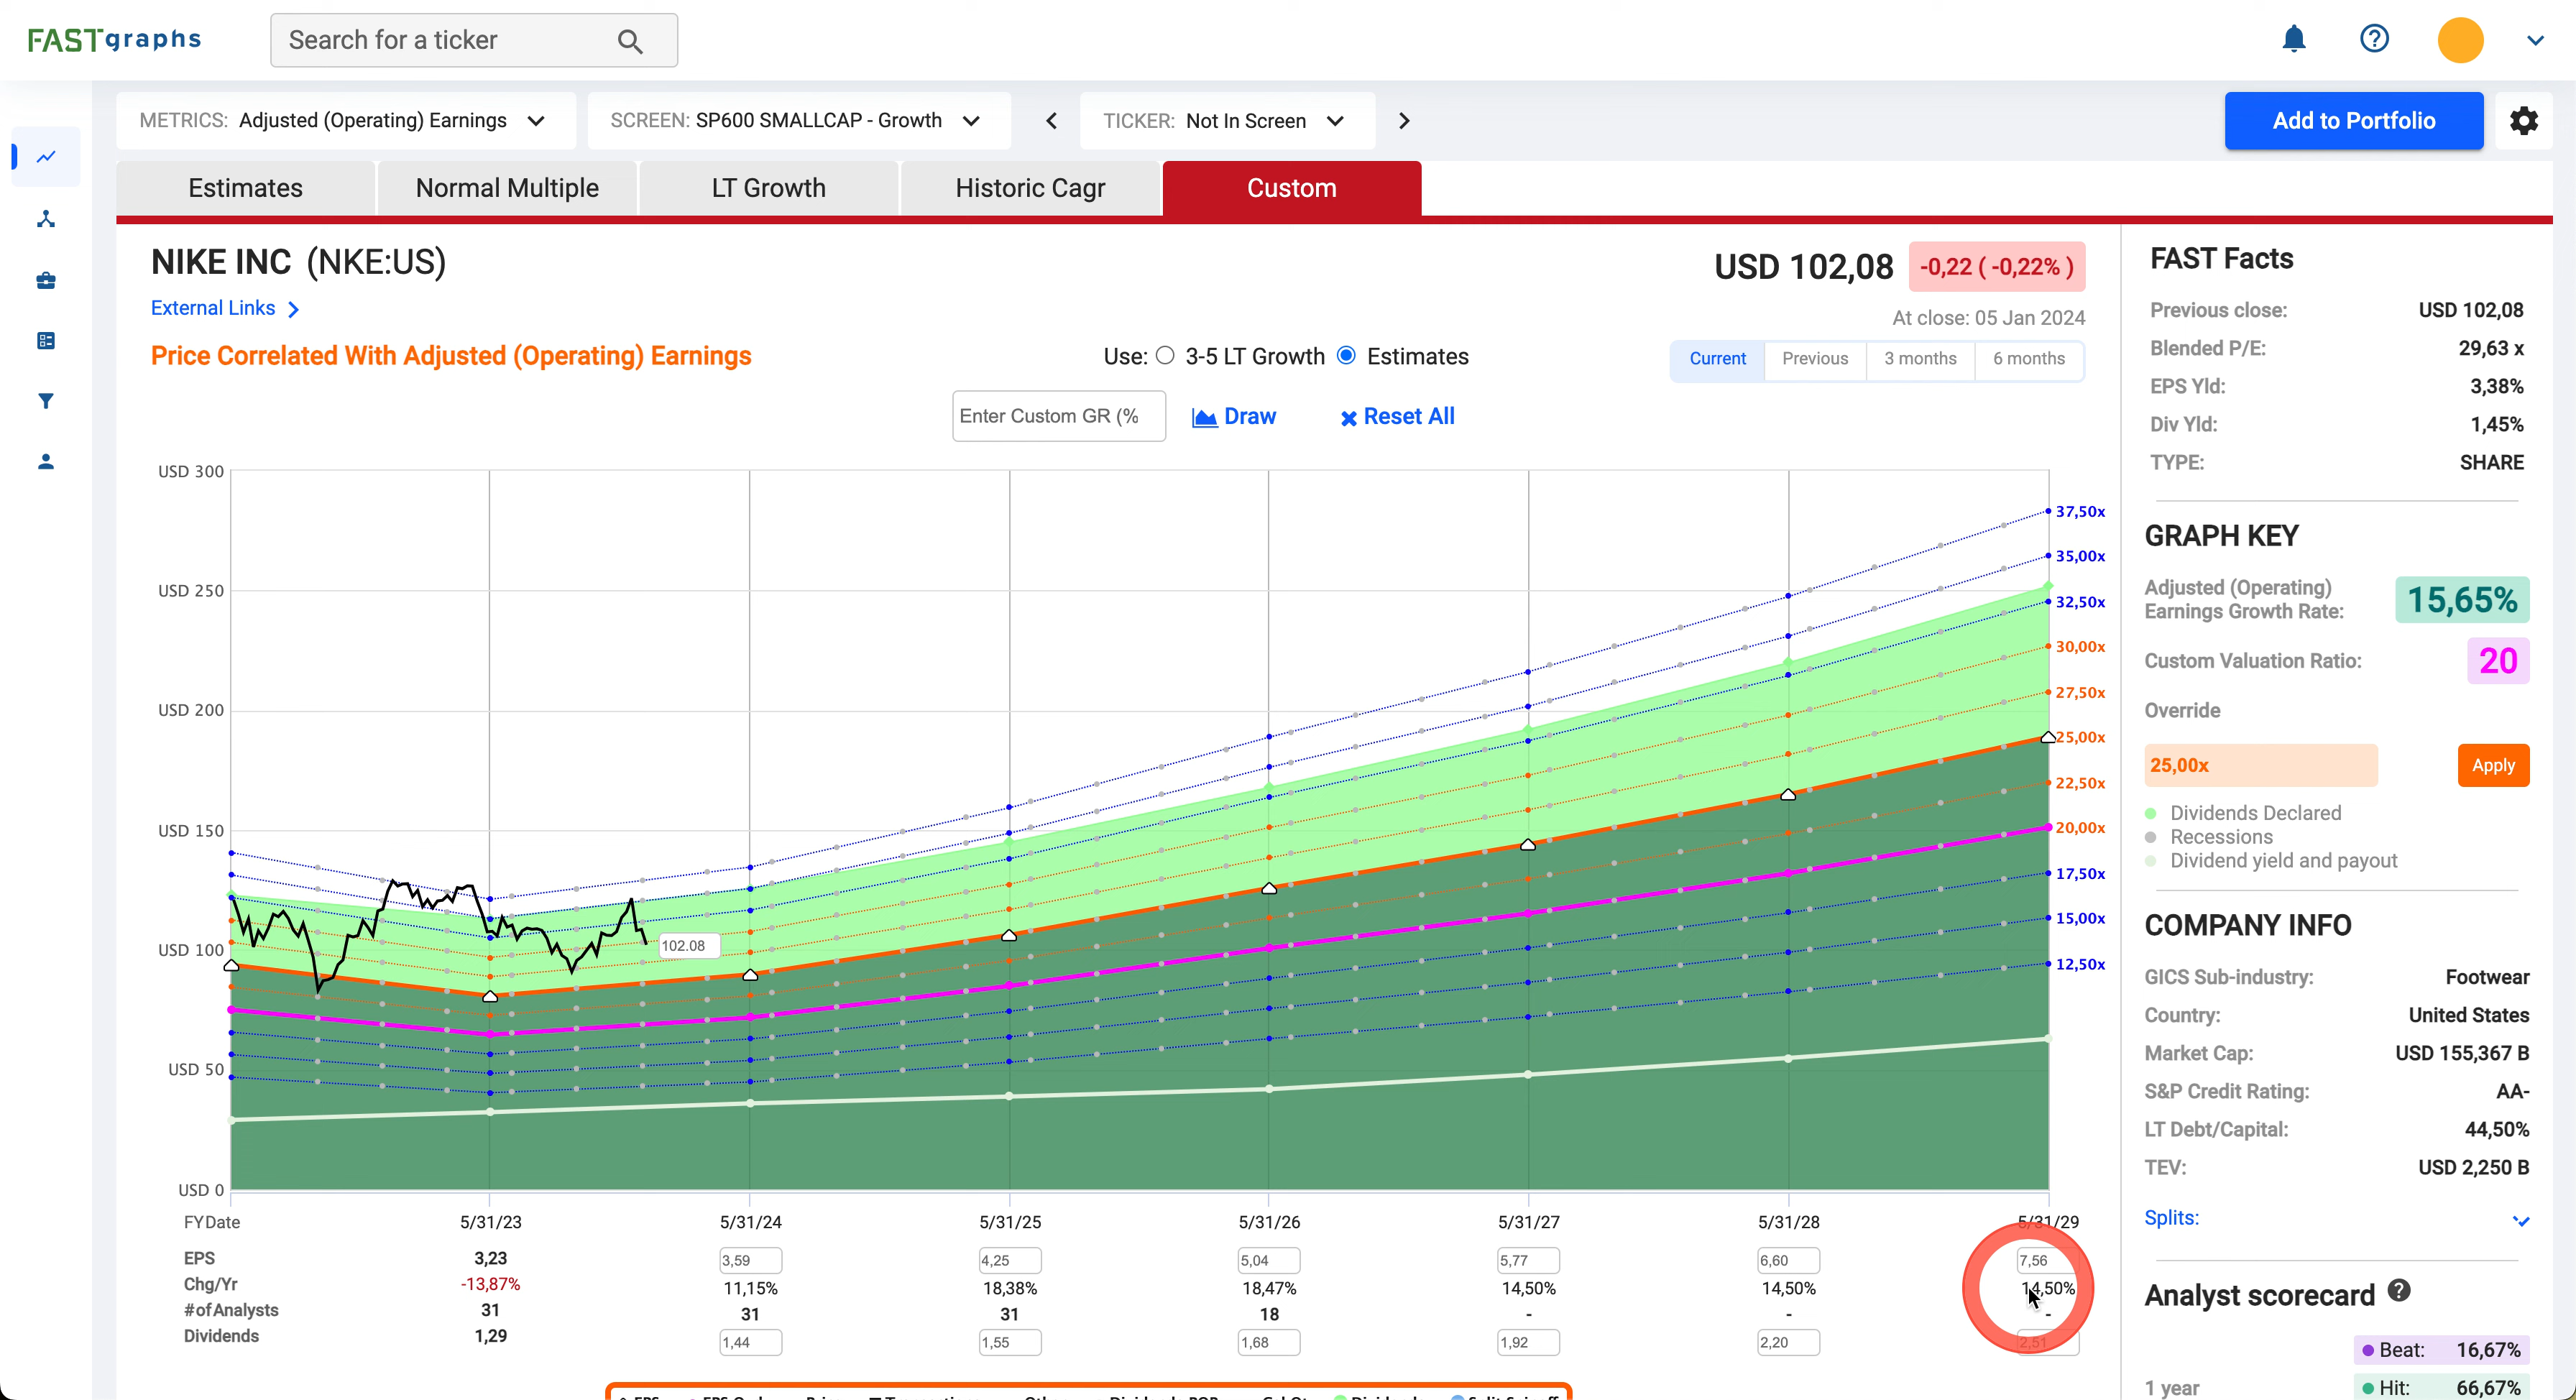 FASTgraphs
Search for a ticker
METRICS: Adjusted (Operating) Earnings
SCREEN: SP600 SMALLCAP - Growth
TICKER: Not In Screen
Add to Portfolio
Estimates
Normal Multiple
LT Growth
Historic Cagr
Custom
NIKE INC (NKE:US)
USD 102,08 -0,22 ( -0,22% )
External Links
At close: 05 Jan 2024
Price Correlated With Adjusted (Operating) Earnings
Use: 3-5 LT Growth Estimates
Current Previous 3 months 6 months
Enter Custom GR (%
Draw
Reset All
USD 300
USD 250
USD 200
USD 150
USD 100
USD 50
USD 0
37,50x
35,00x
32,50x
30,00x
27,50x
25,00x
22,50x
20,00x
17,50x
15,00x
12,50x
102.08
FYDate 5/31/23 5/31/24 5/31/25 5/31/26 5/31/27 5/31/28 5/31/29
EPS 3,23 3,59 4,25 5,04 5,77 6,60 7,56
Chg/Yr -13,87% 11,15% 18,38% 18,47% 14,50% 14,50% 14,50%
#ofAnalysts 31 31 31 18 - - -
Dividends 1,29 1,44 1,55 1,68 1,92 2,20 2,51
FAST Facts
Previous close: USD 102,08
Blended P/E: 29,63 x
EPS Yld: 3,38%
Div Yld: 1,45%
TYPE: SHARE
GRAPH KEY
Adjusted (Operating)
Earnings Growth Rate: 15,65%
Custom Valuation Ratio: 20
Override
25,00x Apply
Dividends Declared
Recessions
Dividend yield and payout
COMPANY INFO
GICS Sub-industry: Footwear
Country: United States
Market Cap: USD 155,367 B
S&P Credit Rating: AA-
LT Debt/Capital: 44,50%
TEV: USD 2,250 B
Splits:
Analyst scorecard
Beat: 16,67%
1 year Hit: 66,67%